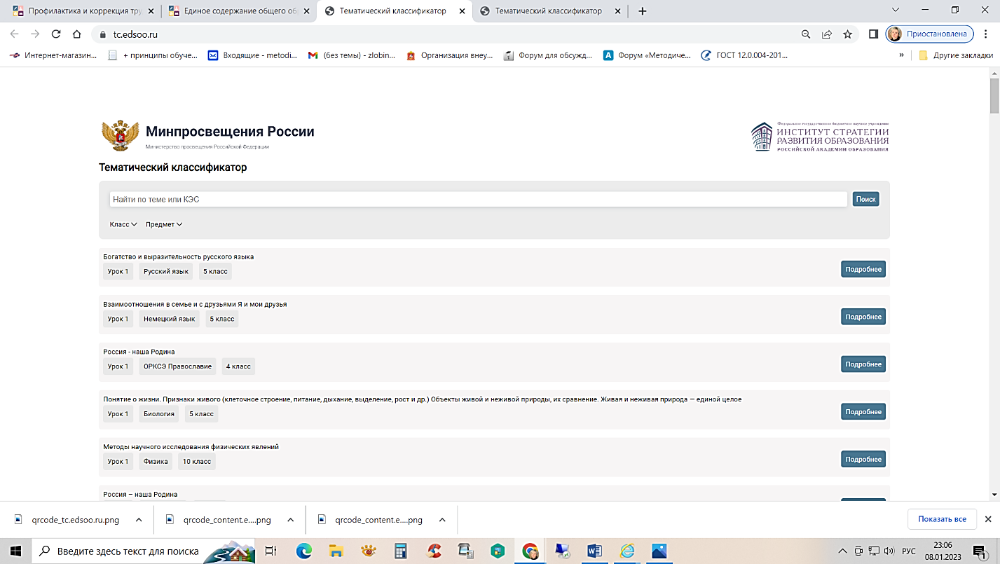 Профилактика и коррекция тру
Единое содержание общего об
Тематический классификатор
Тематический классификатор
tc.edsoo.ru
Приостановлена
Интернет-магазин...
+ принципы обуче...
Входящие - metodi...
(без темы) - zlobin...
Организация внеу...
Форум для обсужд...
Форум «Методиче...
ГОСТ 12.0.004-201...
»
Другие закладки
Минпросвещения России
Министерство просвещения Российской Федерации
Федеральное государственное бюджетное научное учреждение
ИНСТИТУТ СТРАТЕГИИ
РАЗВИТИЯ ОБРАЗОВАНИЯ
РОССИЙСКОЙ АКАДЕМИИ ОБРАЗОВАНИЯ
Тематический классификатор
Найти по теме или КЭС
Поиск
Класс Предмет
Богатство и выразительность русского языка
Урок 1 Русский язык 5 класс
Подробнее
Взаимоотношения в семье и с друзьями Я и мои друзья
Урок 1 Немецкий язык 5 класс
Подробнее
Россия - наша Родина
Урок 1 ОРКСЭ Православие 4 класс
Подробнее
Понятие о жизни. Признаки живого (клеточное строение, питание, дыхание, выделение, рост и др.) Объекты живой и неживой природы, их сравнение. Живая и неживая природа — единой целое
Урок 1 Биология 5 класс
Подробнее
Методы научного исследования физических явлений
Урок 1 Физика 10 класс
Подробнее
Россия – наша Родина
qrcode_tc.edsoo.ru.png
qrcode_content.e....png
qrcode_content.e....png
Показать все
Введите здесь текст для поиска
РУС
23:06
08.01.2023
1